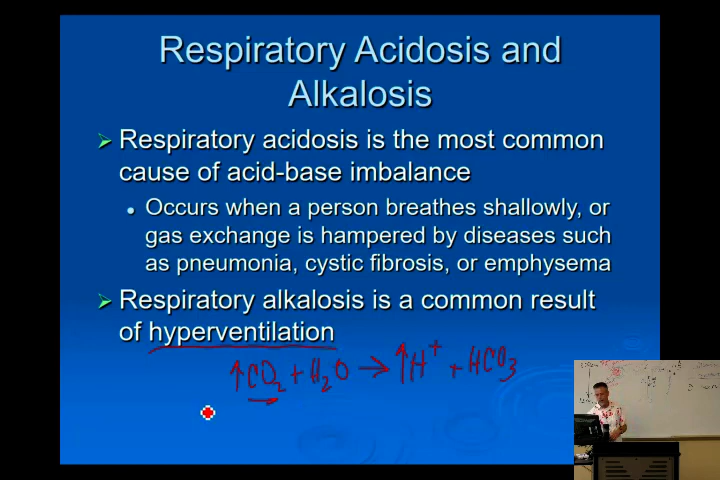 Respiratory Acidosis and
Alkalosis
Respiratory acidosis is the most common
cause of acid-base imbalance
Occurs when a person breathes shallowly, or
gas exchange is hampered by diseases such
as pneumonia, cystic fibrosis, or emphysema
Respiratory alkalosis is a common result
of hyperventilation
↑CO₂ + H₂O → ↑H⁺ + HCO₃